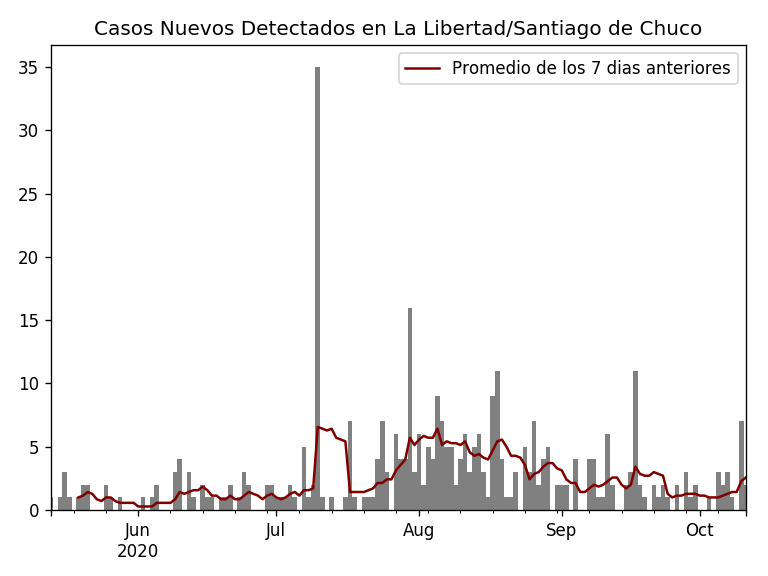 Casos Nuevos Detectados en La Libertad/Santiago de Chuco
Promedio de los 7 dias anteriores
35
30
25
20
15
10
5
0
Jun
2020
Jul
Aug
Sep
Oct